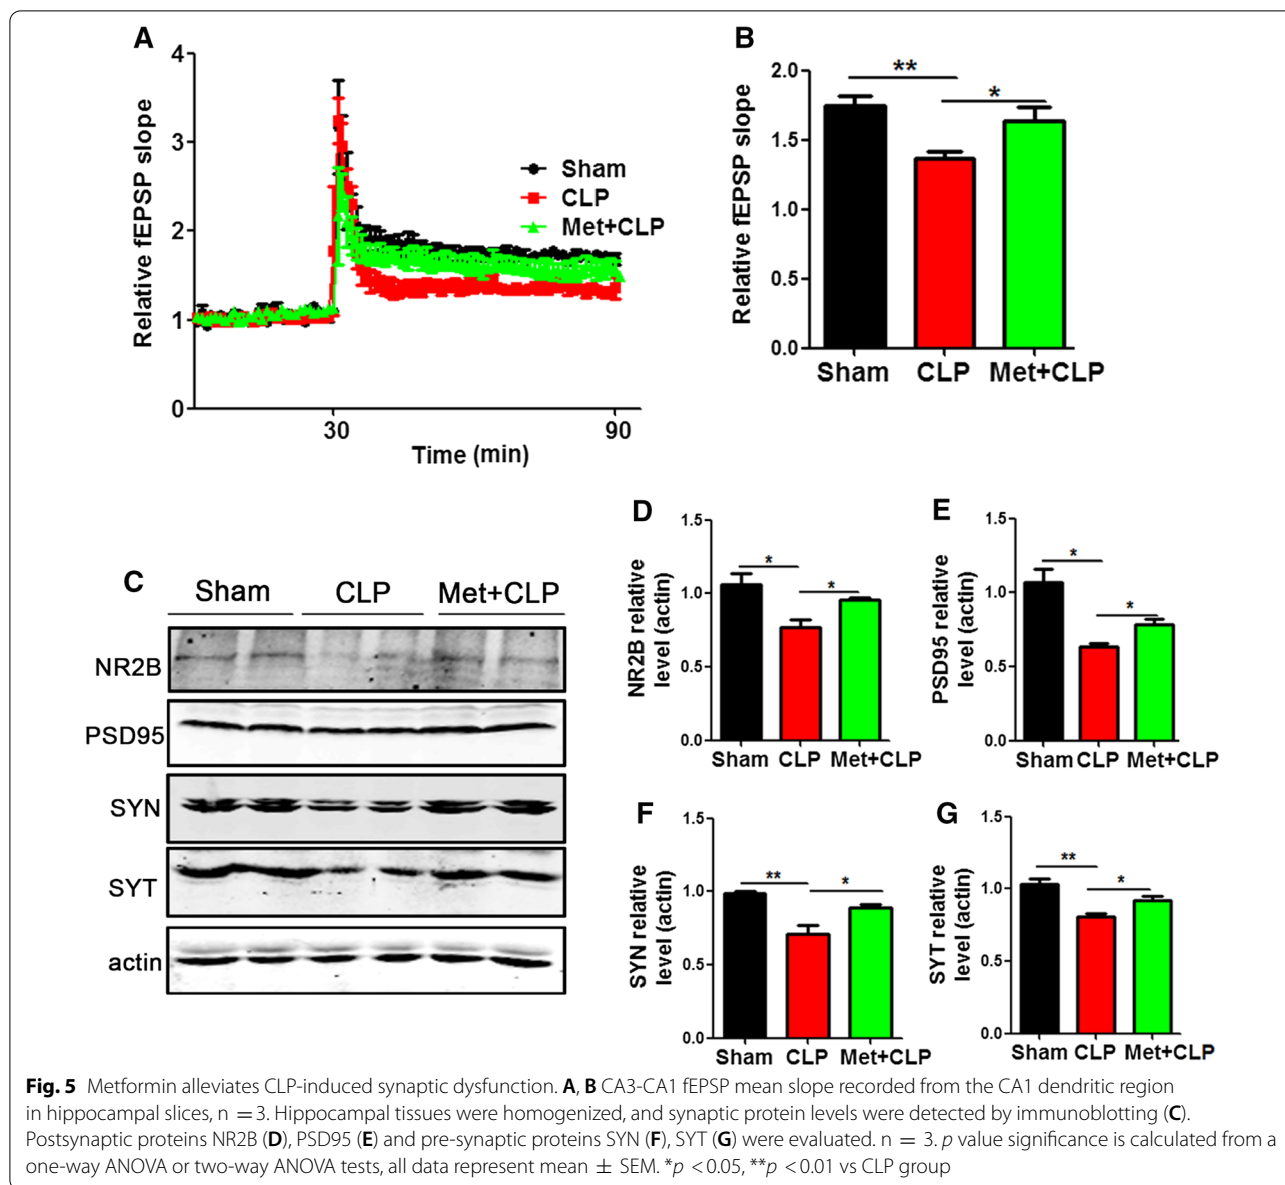 A
Relative fEPSP slope
4
3
2
1
0
30
90
Time (min)
Sham
CLP
Met+CLP
B
Relative fEPSP slope
2.0
1.5
1.0
0.5
0.0
**
*
Sham CLP Met+CLP
C
Sham CLP Met+CLP
NR2B
PSD95
SYN
SYT
actin
D
NR2B relative
level (actin)
1.5
1.0
0.5
0.0
*
*
Sham CLP Met+CLP
E
PSD95 relative
level (actin)
1.5
1.0
0.5
0.0
*
*
Sham CLP Met+CLP
F
SYN relative
level (actin)
1.5
1.0
0.5
0.0
**
*
Sham CLP Met+CLP
G
SYT relative
level (actin)
1.5
1.0
0.5
0.0
**
*
Sham CLP Met+CLP
Fig. 5 Metformin alleviates CLP-induced synaptic dysfunction. A, B CA3-CA1 fEPSP mean slope recorded from the CA1 dendritic region
in hippocampal slices, n = 3. Hippocampal tissues were homogenized, and synaptic protein levels were detected by immunoblotting (C).
Postsynaptic proteins NR2B (D), PSD95 (E) and pre-synaptic proteins SYN (F), SYT (G) were evaluated. n = 3. p value significance is calculated from a
one-way ANOVA or two-way ANOVA tests, all data represent mean ± SEM. *p < 0.05, **p < 0.01 vs CLP group